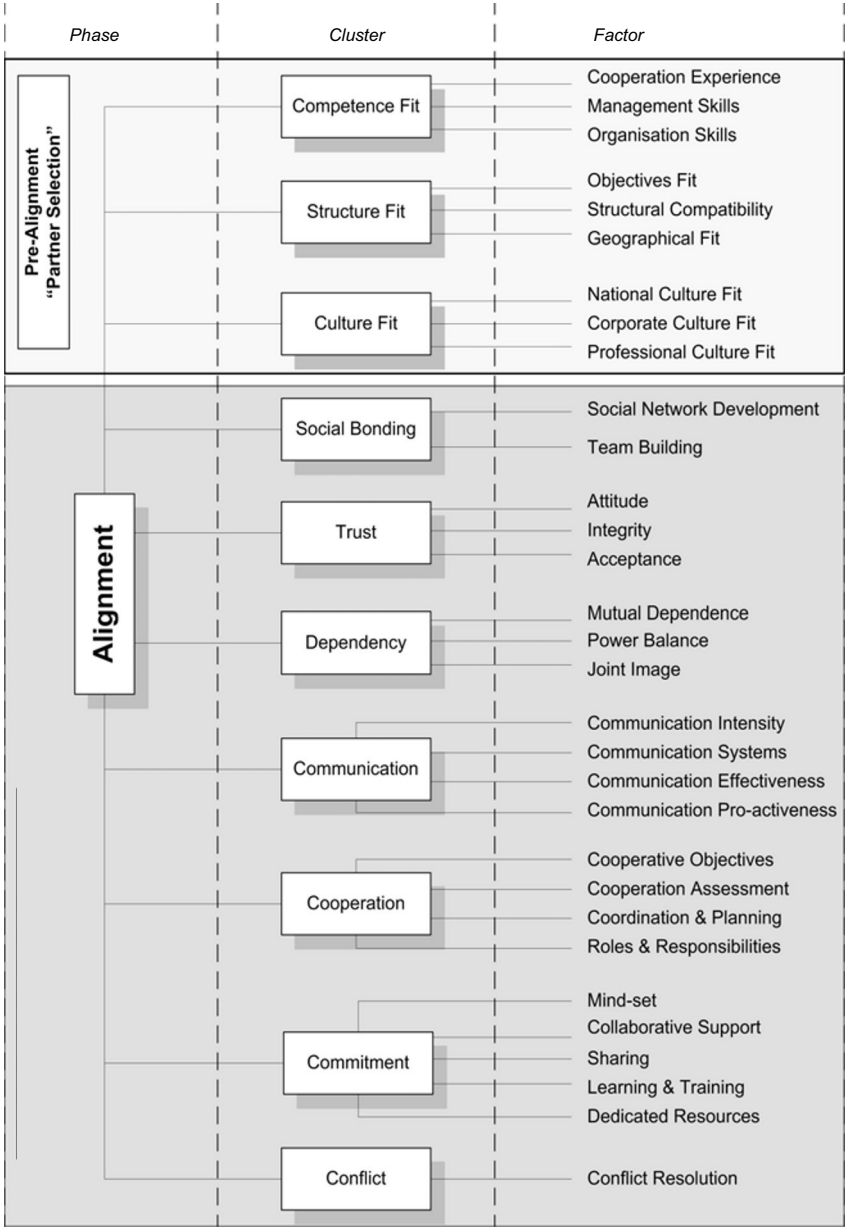 Phase
Cluster
Factor
Pre-Alignment
“Partner Selection”
Competence Fit
Cooperation Experience
Management Skills
Organisation Skills
Structure Fit
Objectives Fit
Structural Compatibility
Geographical Fit
Culture Fit
National Culture Fit
Corporate Culture Fit
Professional Culture Fit
Alignment
Social Bonding
Social Network Development
Team Building
Trust
Attitude
Integrity
Acceptance
Dependency
Mutual Dependence
Power Balance
Joint Image
Communication
Communication Intensity
Communication Systems
Communication Effectiveness
Communication Pro-activeness
Cooperation
Cooperative Objectives
Cooperation Assessment
Coordination & Planning
Roles & Responsibilities
Commitment
Mind-set
Collaborative Support
Sharing
Learning & Training
Dedicated Resources
Conflict
Conflict Resolution